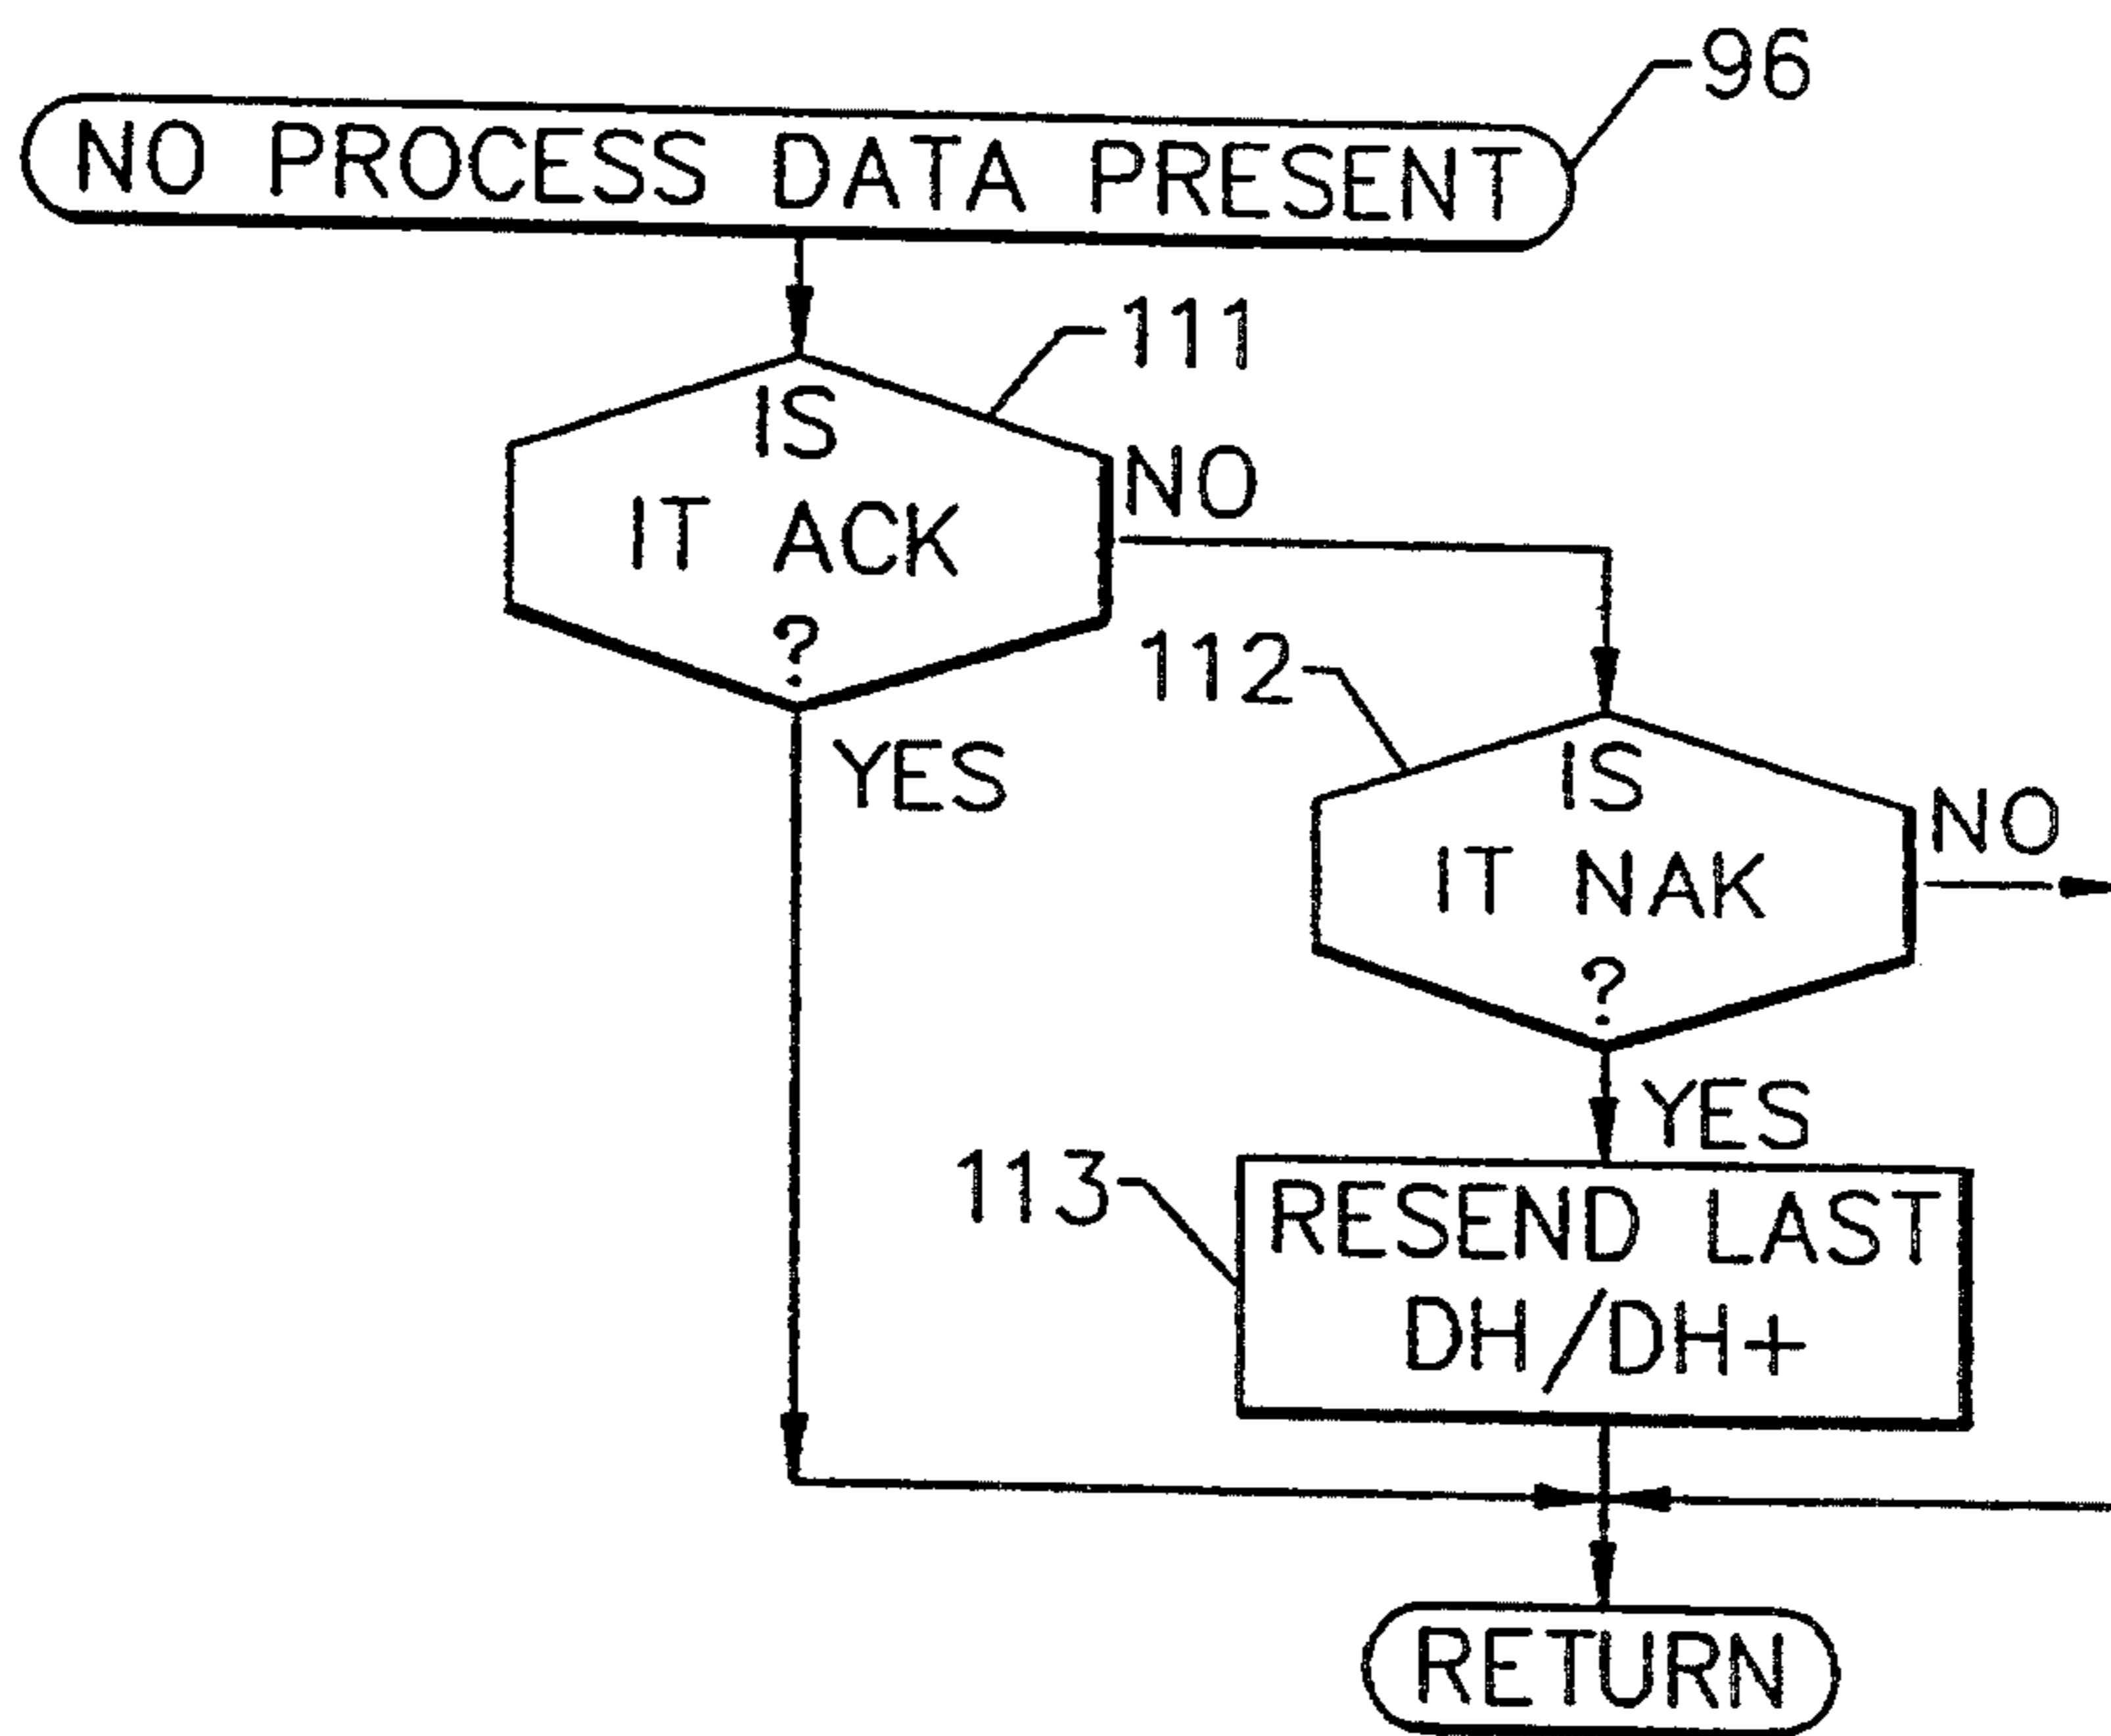 96
NO PROCESS DATA PRESENT
111
IS
IT ACK
?
NO
YES
112
IS
IT NAK
?
NO
YES
113
RESEND LAST
DH/DH+
RETURN